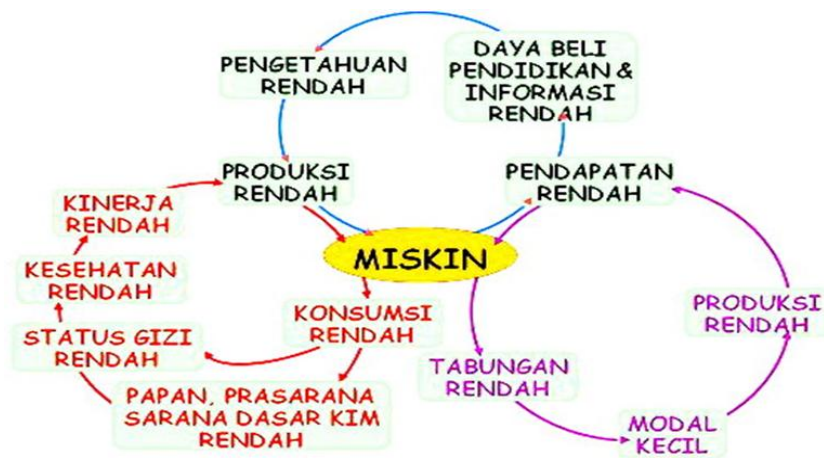 DAYA BELI
PENDIDIKAN &
INFORMASI
RENDAH
PENGETAHUAN
RENDAH
PRODUKSI
RENDAH
PENDAPATAN
RENDAH
MISKIN
KINERJA
RENDAH
KESEHATAN
RENDAH
STATUS GIZI
RENDAH
KONSUMSI
RENDAH
PAPAN, PRASARANA
SARANA DASAR KIM
RENDAH
TABUNGAN
RENDAH
MODAL
KECIL
PRODUKSI
RENDAH